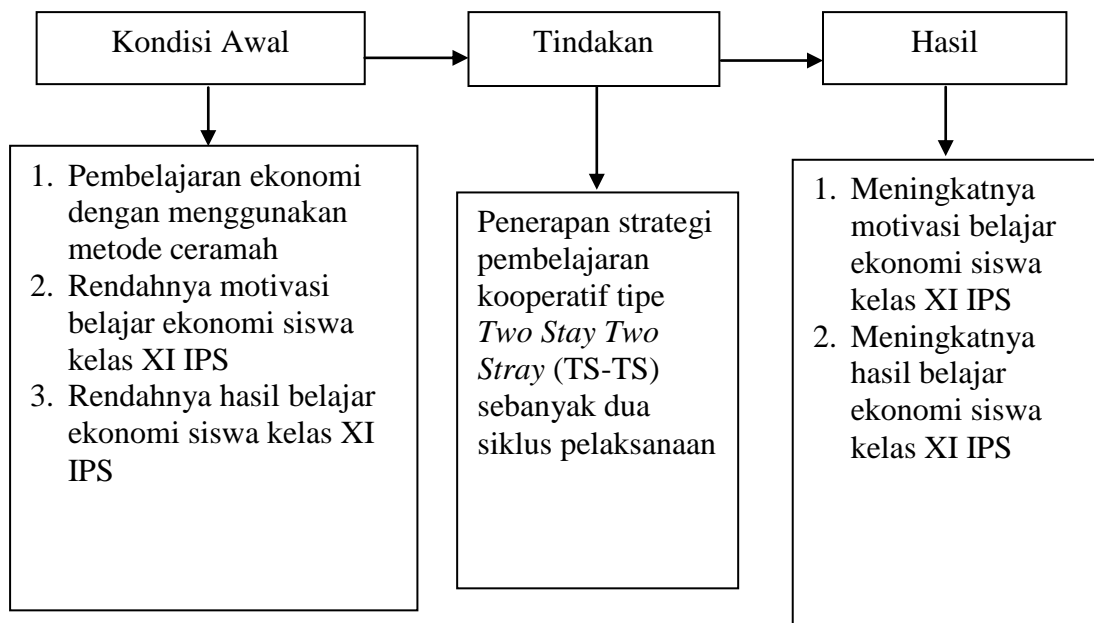 Kondisi Awal
Tindakan
Hasil
1. Pembelajaran ekonomi
dengan menggunakan
metode ceramah
2. Rendahnya motivasi
belajar ekonomi siswa
kelas XI IPS
3. Rendahnya hasil belajar
ekonomi siswa kelas XI
IPS
Penerapan strategi
pembelajaran
kooperatif tipe
Two Stay Two
Stray (TS-TS)
sebanyak dua
siklus pelaksanaan
1. Meningkatnya
motivasi belajar
ekonomi siswa
kelas XI IPS
2. Meningkatnya
hasil belajar
ekonomi siswa
kelas XI IPS